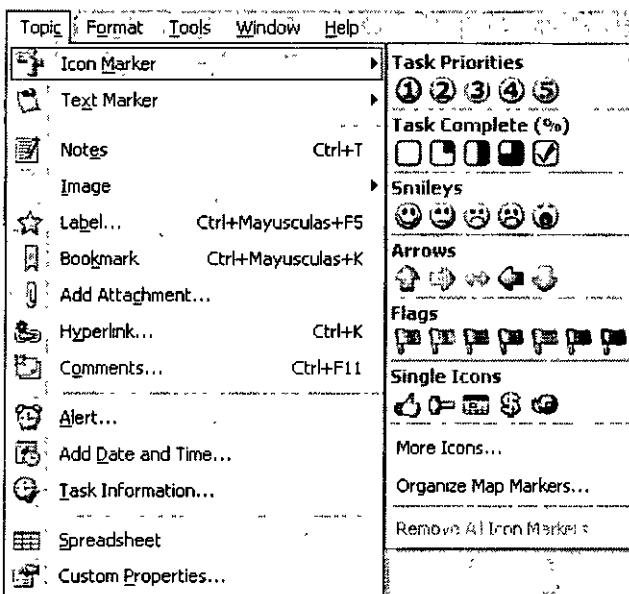 Topic Format Tools Window Help
Icon Marker
Text Marker
Notes Ctrl+T
Image
Label... Ctrl+Mayusculas+F5
Bookmark Ctrl+Mayusculas+K
Add Attachment...
Hyperlink... Ctrl+K
Comments... Ctrl+F11
Alert...
Add Date and Time...
Task Information...
Spreadsheet
Custom Properties...
Task Priorities
1 2 3 4 5
Task Complete (%)
Smileys
Arrows
Flags
Single Icons
More Icons...
Organize Map Markers...
Remove All Icon Markers